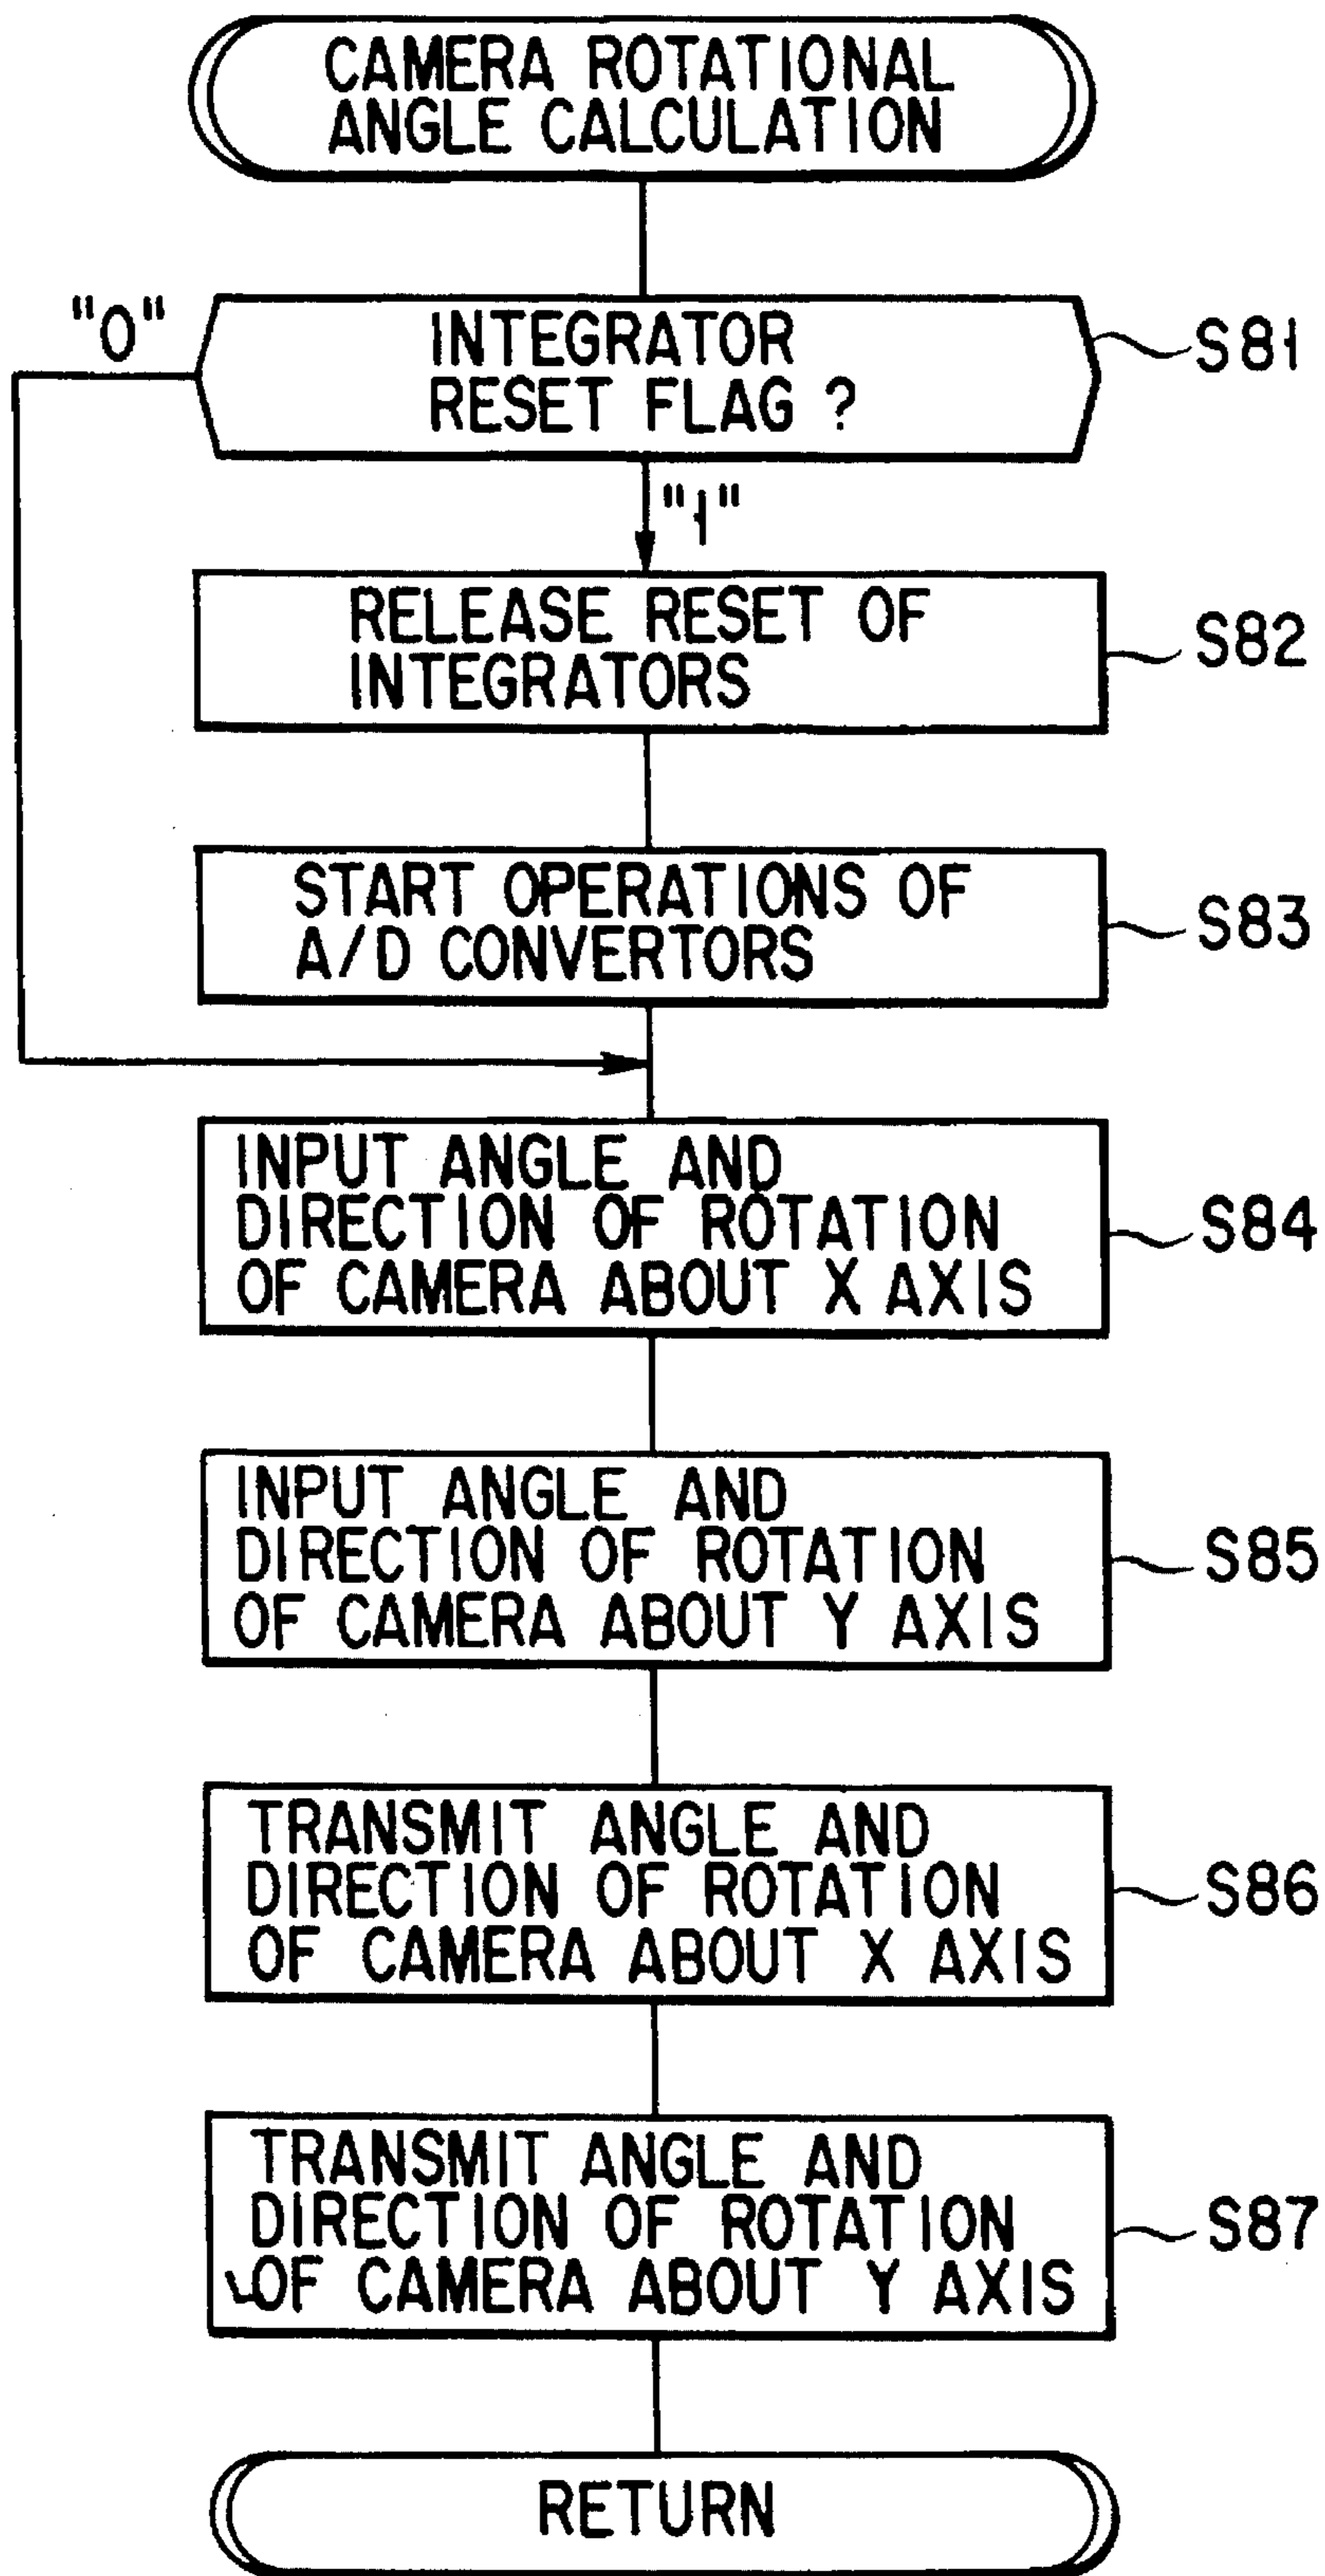 CAMERA ROTATIONAL
ANGLE CALCULATION
"0"
INTEGRATOR
RESET FLAG ?
S81
"1"
RELEASE RESET OF
INTEGRATORS
S82
START OPERATIONS OF
A/D CONVERTORS
S83
INPUT ANGLE AND
DIRECTION OF ROTATION
OF CAMERA ABOUT X AXIS
S84
INPUT ANGLE AND
DIRECTION OF ROTATION
OF CAMERA ABOUT Y AXIS
S85
TRANSMIT ANGLE AND
DIRECTION OF ROTATION
OF CAMERA ABOUT X AXIS
S86
TRANSMIT ANGLE AND
DIRECTION OF ROTATION
OF CAMERA ABOUT Y AXIS
S87
RETURN